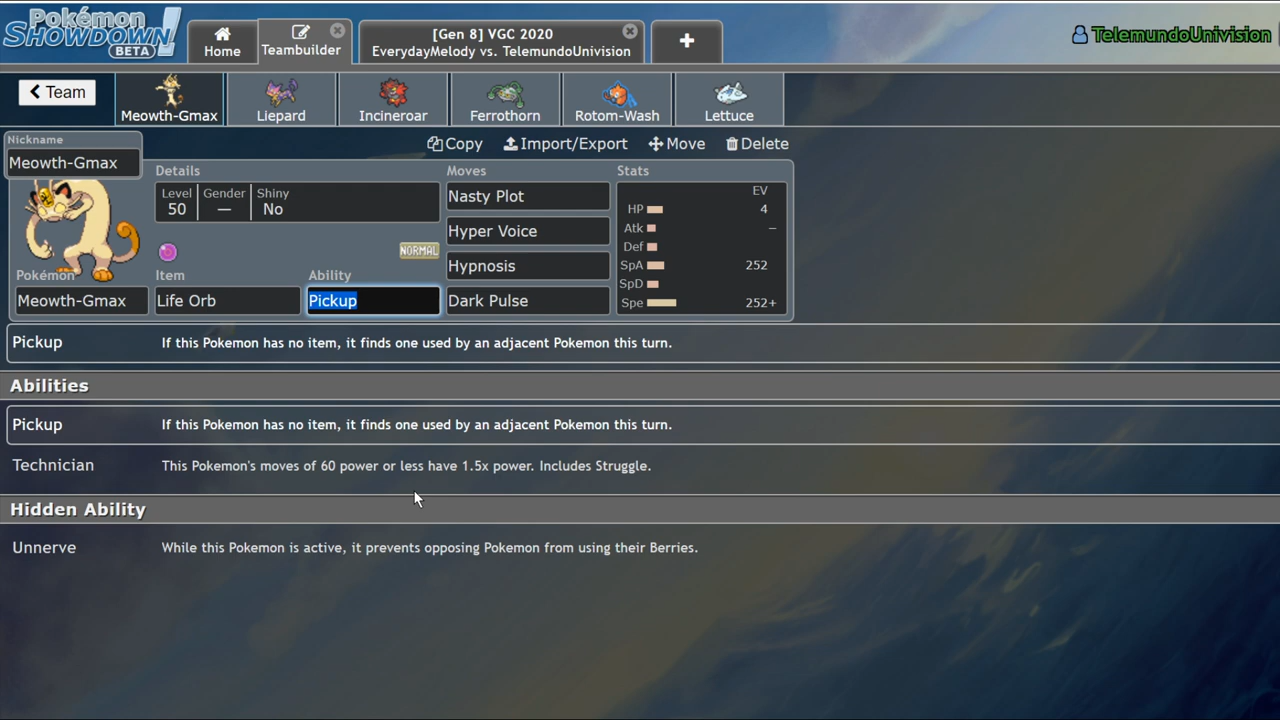 Pokémon
SHOWDOWN!
BETA
Home
Teambuilder
[Gen 8] VGC 2020
EverydayMelody vs. TelemundoUnivision
TelemundoUnivision
Team
Meowth-Gmax
Liepard
Incineroar
Ferrothorn
Rotom-Wash
Lettuce
Nickname
Meowth-Gmax
Copy
Import/Export
Move
Delete
Details
Level
Gender
Shiny
50
—
No
NORMAL
Pokémon
Meowth-Gmax
Item
Life Orb
Ability
Pickup
Moves
Nasty Plot
Hyper Voice
Hypnosis
Dark Pulse
Stats
EV
HP 4
Atk –
Def
SpA 252
SpD
Spe 252+
Pickup If this Pokemon has no item, it finds one used by an adjacent Pokemon this turn.
Abilities
Pickup If this Pokemon has no item, it finds one used by an adjacent Pokemon this turn.
Technician This Pokemon's moves of 60 power or less have 1.5x power. Includes Struggle.
Hidden Ability
Unnerve While this Pokemon is active, it prevents opposing Pokemon from using their Berries.